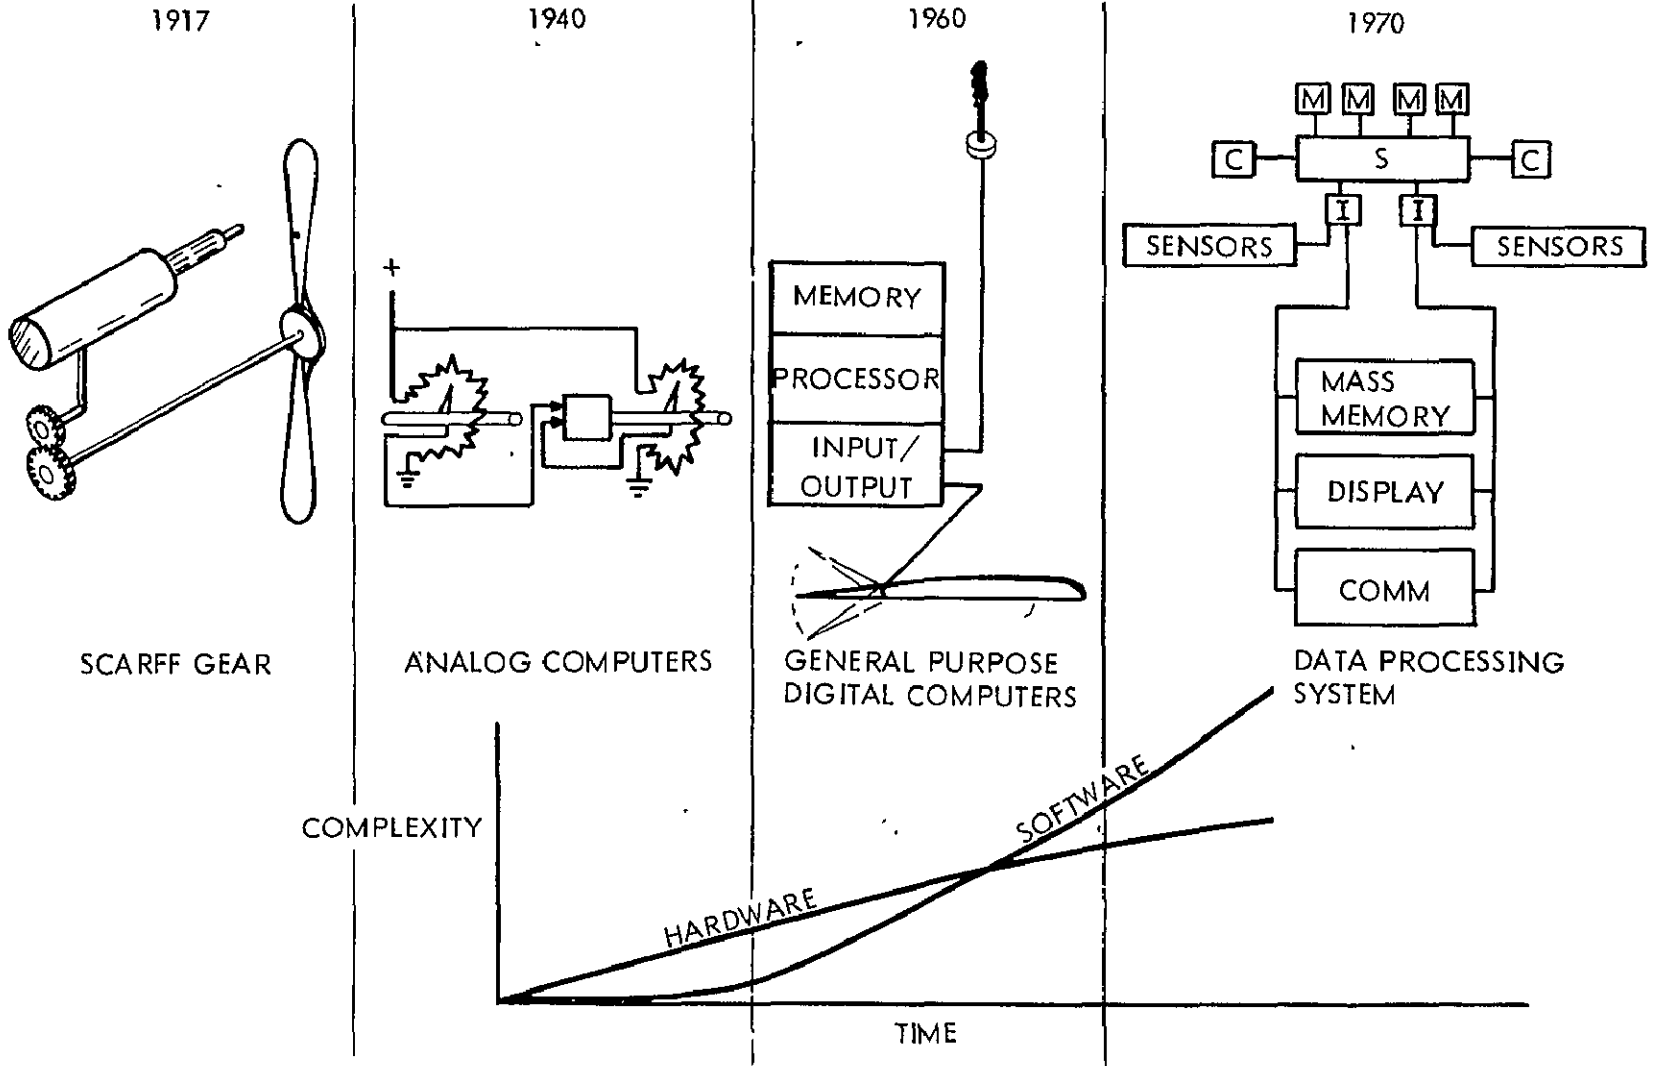 1917
1940
1960
1970
SCARFF GEAR
+
ANALOG COMPUTERS
MEMORY
PROCESSOR
INPUT/
OUTPUT
GENERAL PURPOSE
DIGITAL COMPUTERS
M M M M
C S C
I I
SENSORS SENSORS
MASS
MEMORY
DISPLAY
COMM
DATA PROCESSING
SYSTEM
COMPLEXITY
HARDWARE
SOFTWARE
TIME